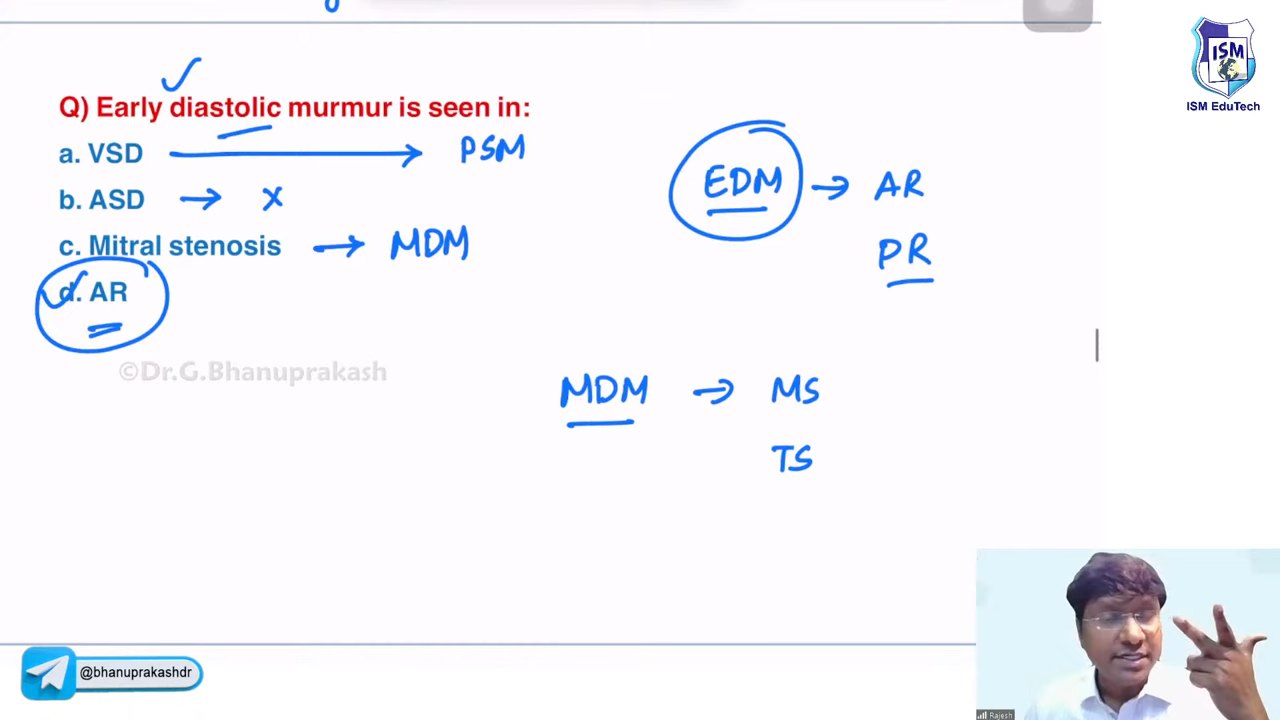 ISM
ISM EduTech
Q) Early diastolic murmur is seen in:
a. VSD → PSM
b. ASD → X
c. Mitral stenosis → MDM
d. AR
EDM → AR
PR
©Dr.G.Bhanuprakash
MDM → MS
TS
@bhanuprakashdr
Rajesh